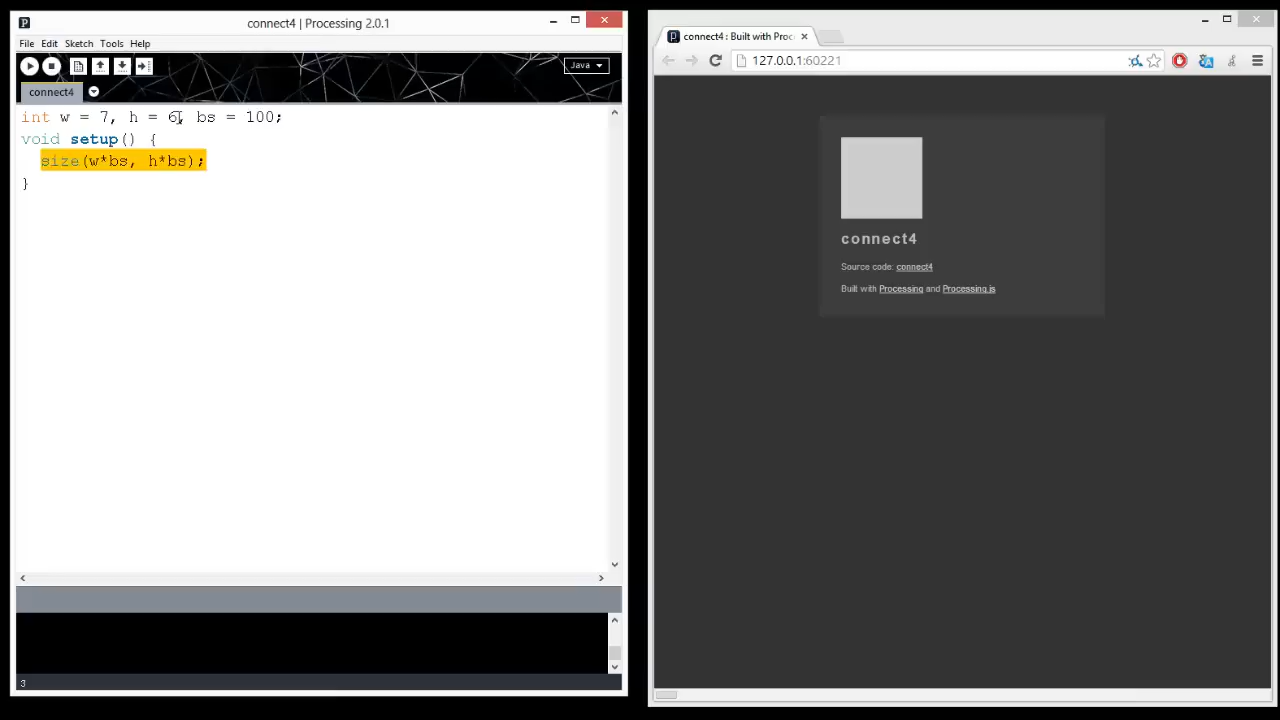 connect4 | Processing 2.0.1
File Edit Sketch Tools Help
Java
connect4
int w = 7, h = 6, bs = 100;
void setup() {
size(w*bs, h*bs);
}
3
connect4 : Built with Proc
127.0.0.1:60221
connect4
Source code: connect4
Built with Processing and Processing.js